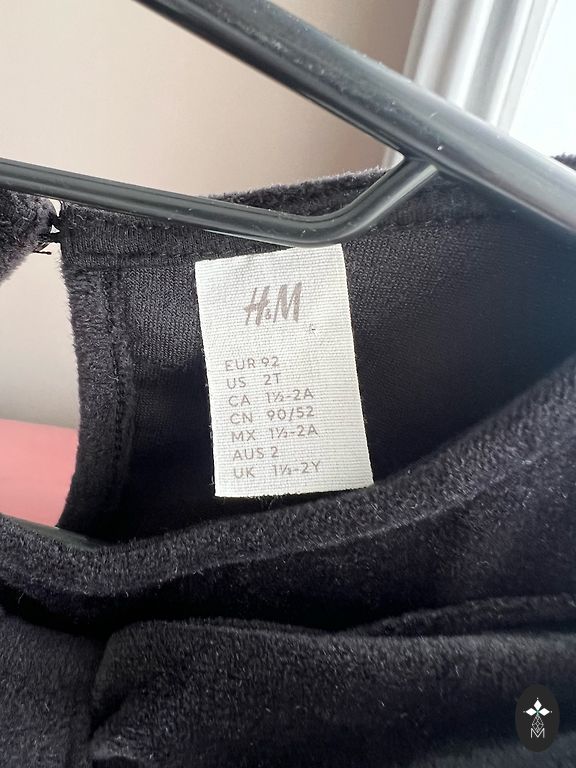 H&M
EUR 92
US 2T
CA 1½-2A
CN 90/52
MX 1½-2A
AUS 2
UK 1½-2Y